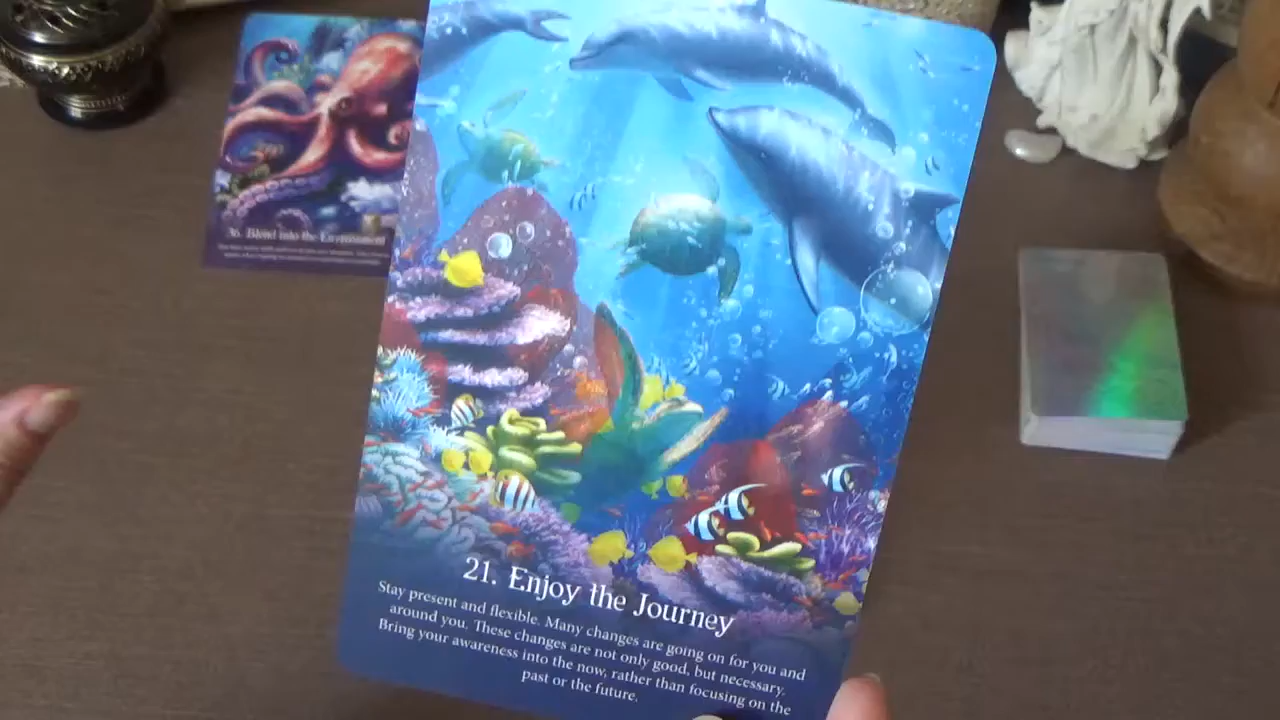 36. Blend into the Environment
21. Enjoy the Journey
Stay present and flexible. Many changes are going on for you and
around you. These changes are not only good, but necessary.
Bring your awareness into the now, rather than focusing on the
past or the future.